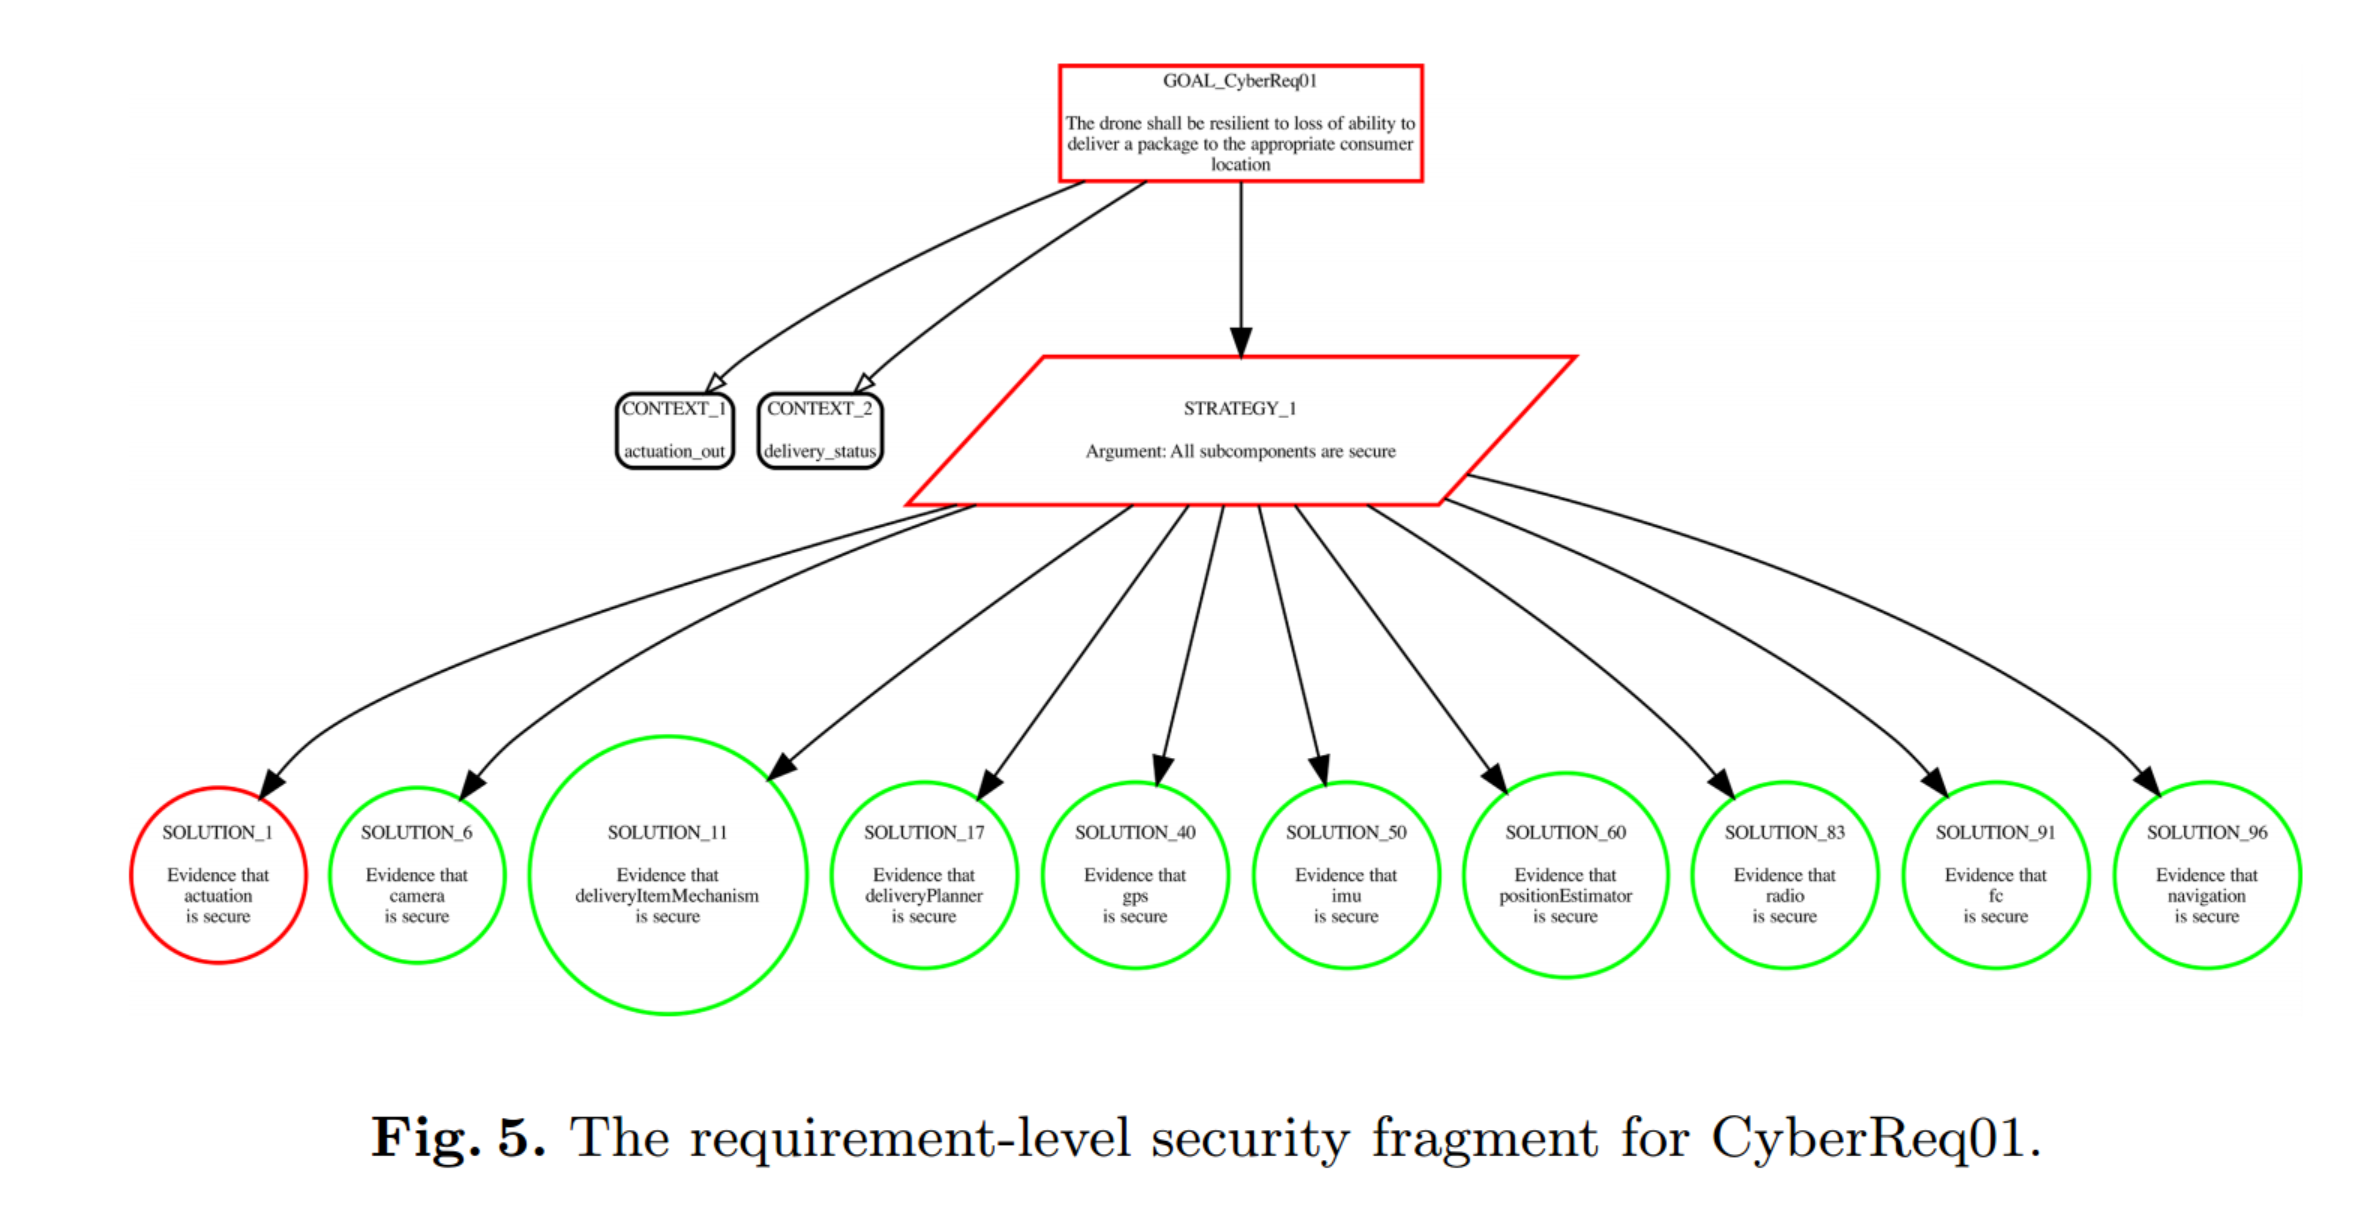 GOAL_CyberReq01
The drone shall be resilient to loss of ability to
deliver a package to the appropriate consumer
location
CONTEXT_1
actuation_out
CONTEXT_2
delivery_status
STRATEGY_1
Argument: All subcomponents are secure
SOLUTION_1
Evidence that
actuation
is secure
SOLUTION_6
Evidence that
camera
is secure
SOLUTION_11
Evidence that
deliveryItemMechanism
is secure
SOLUTION_17
Evidence that
deliveryPlanner
is secure
SOLUTION_40
Evidence that
gps
is secure
SOLUTION_50
Evidence that
imu
is secure
SOLUTION_60
Evidence that
positionEstimator
is secure
SOLUTION_83
Evidence that
radio
is secure
SOLUTION_91
Evidence that
fc
is secure
SOLUTION_96
Evidence that
navigation
is secure
Fig. 5. The requirement-level security fragment for CyberReq01.